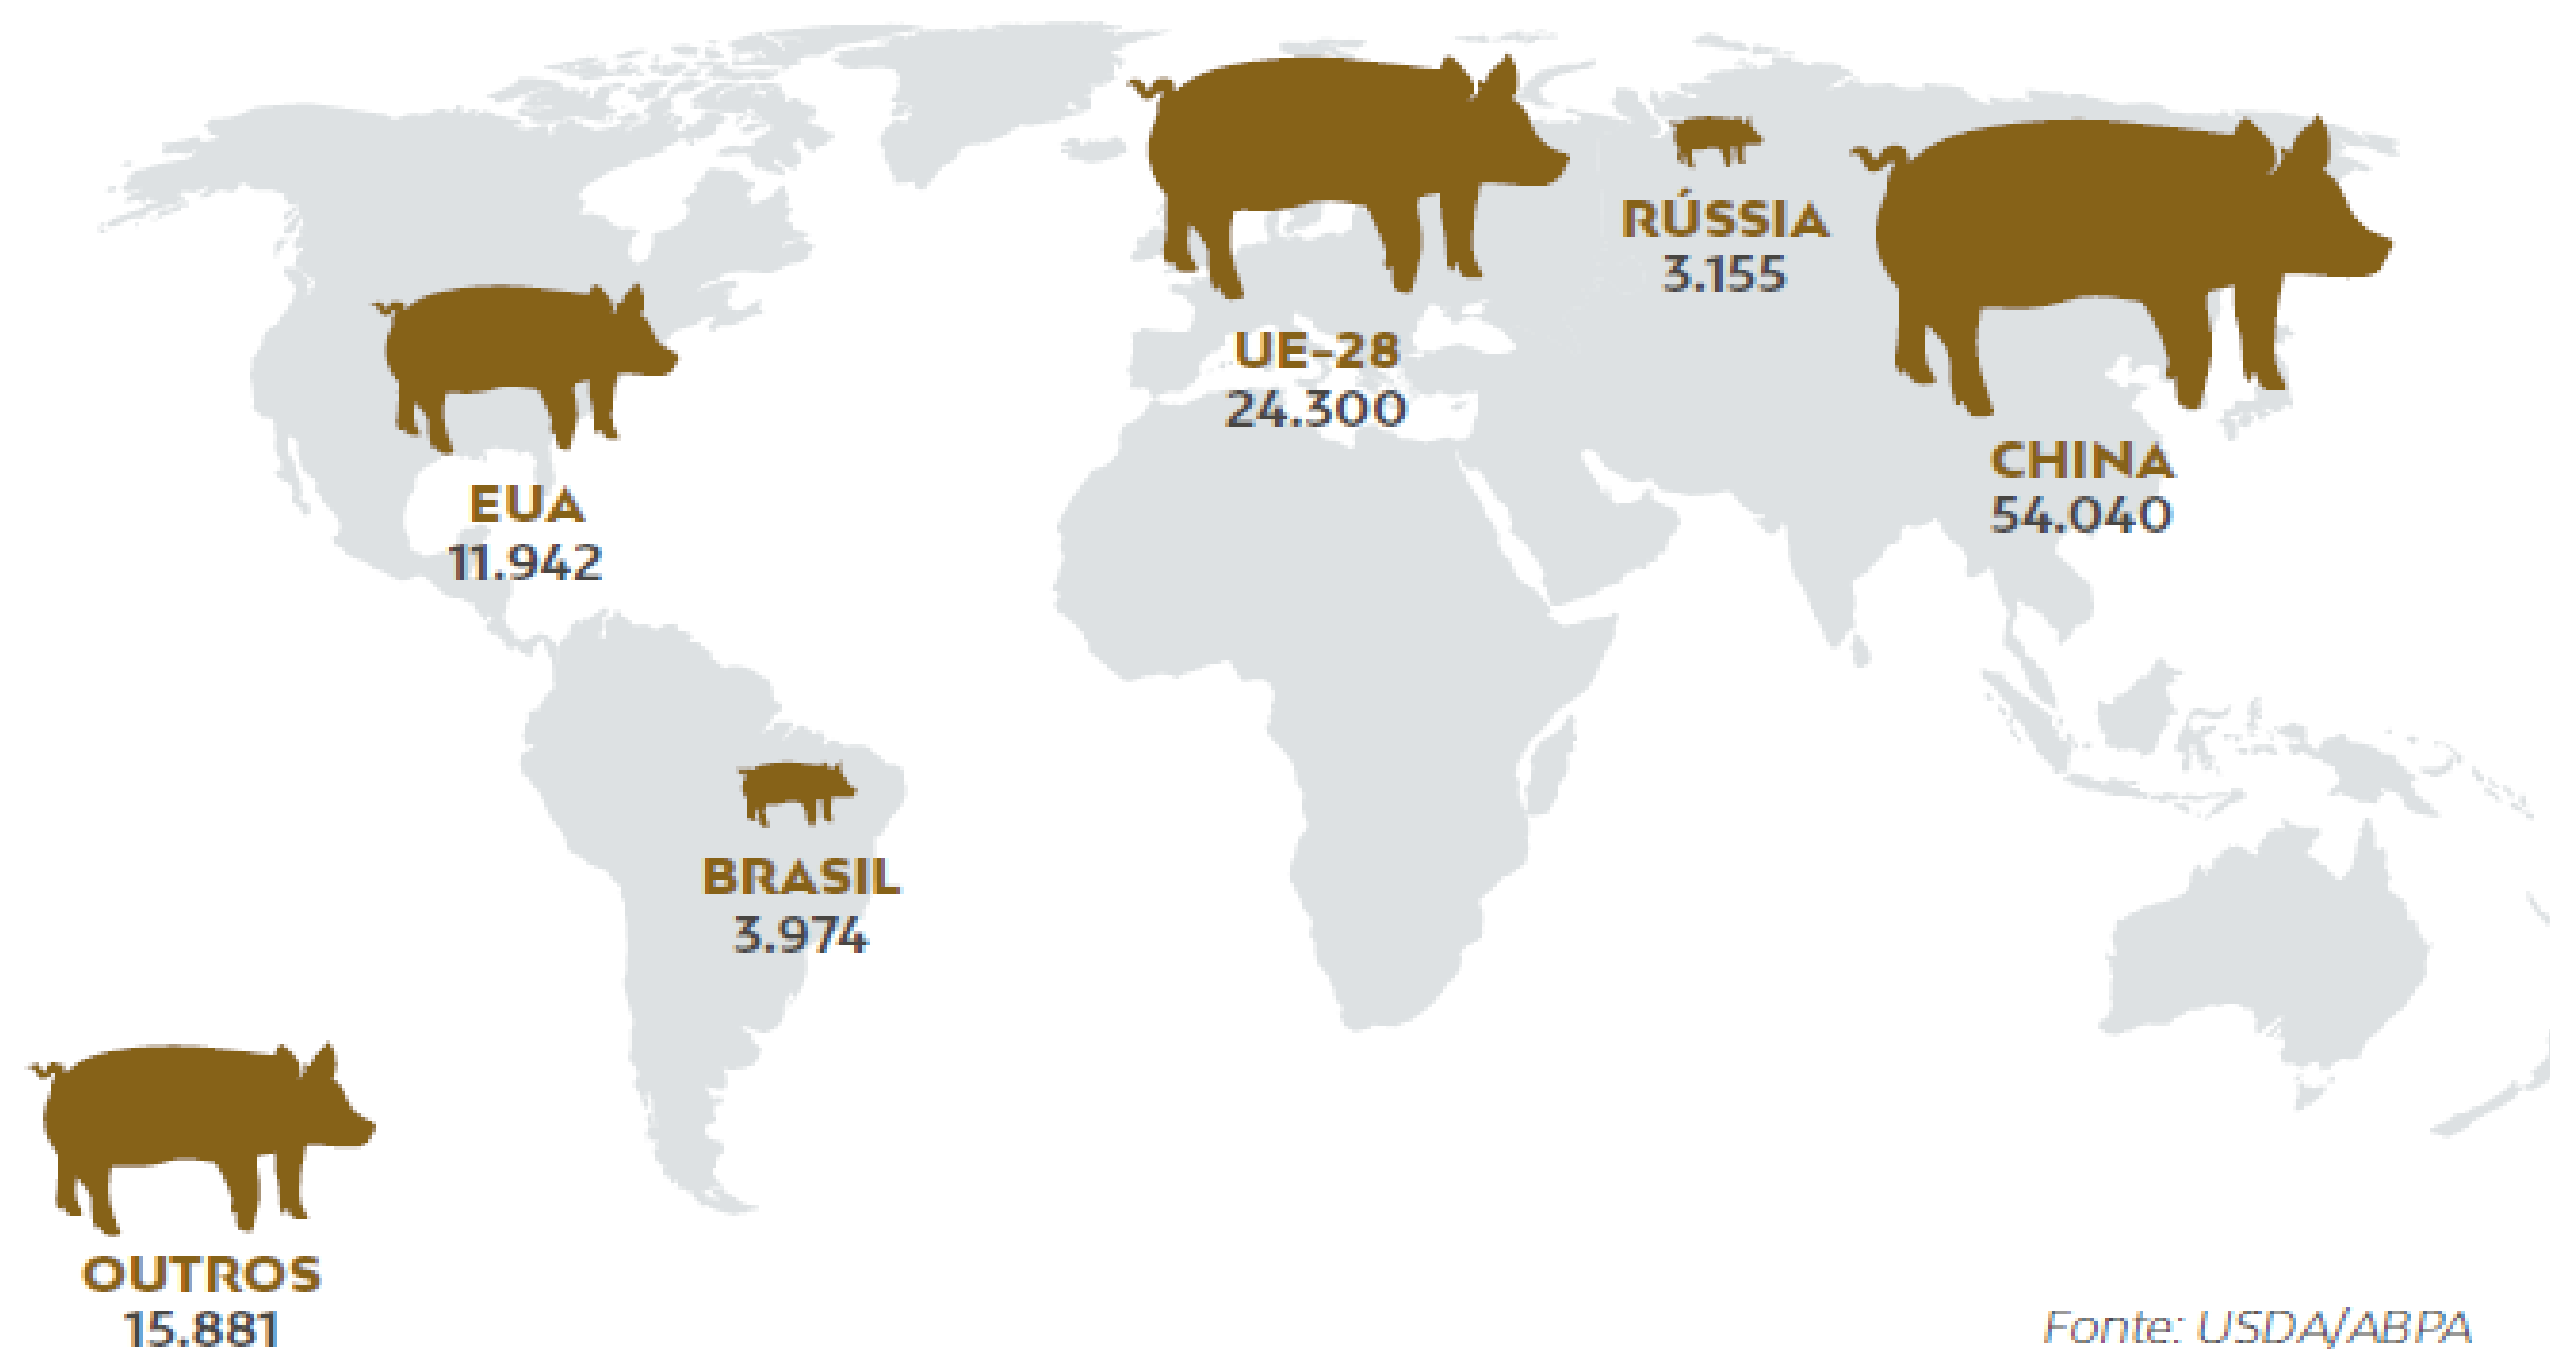 RÚSSIA
3.155
UE-28
24.300
CHINA
54.040
EUA
11.942
BRASIL
3.974
OUTROS
15.881
Fonte: USDA/ABPA